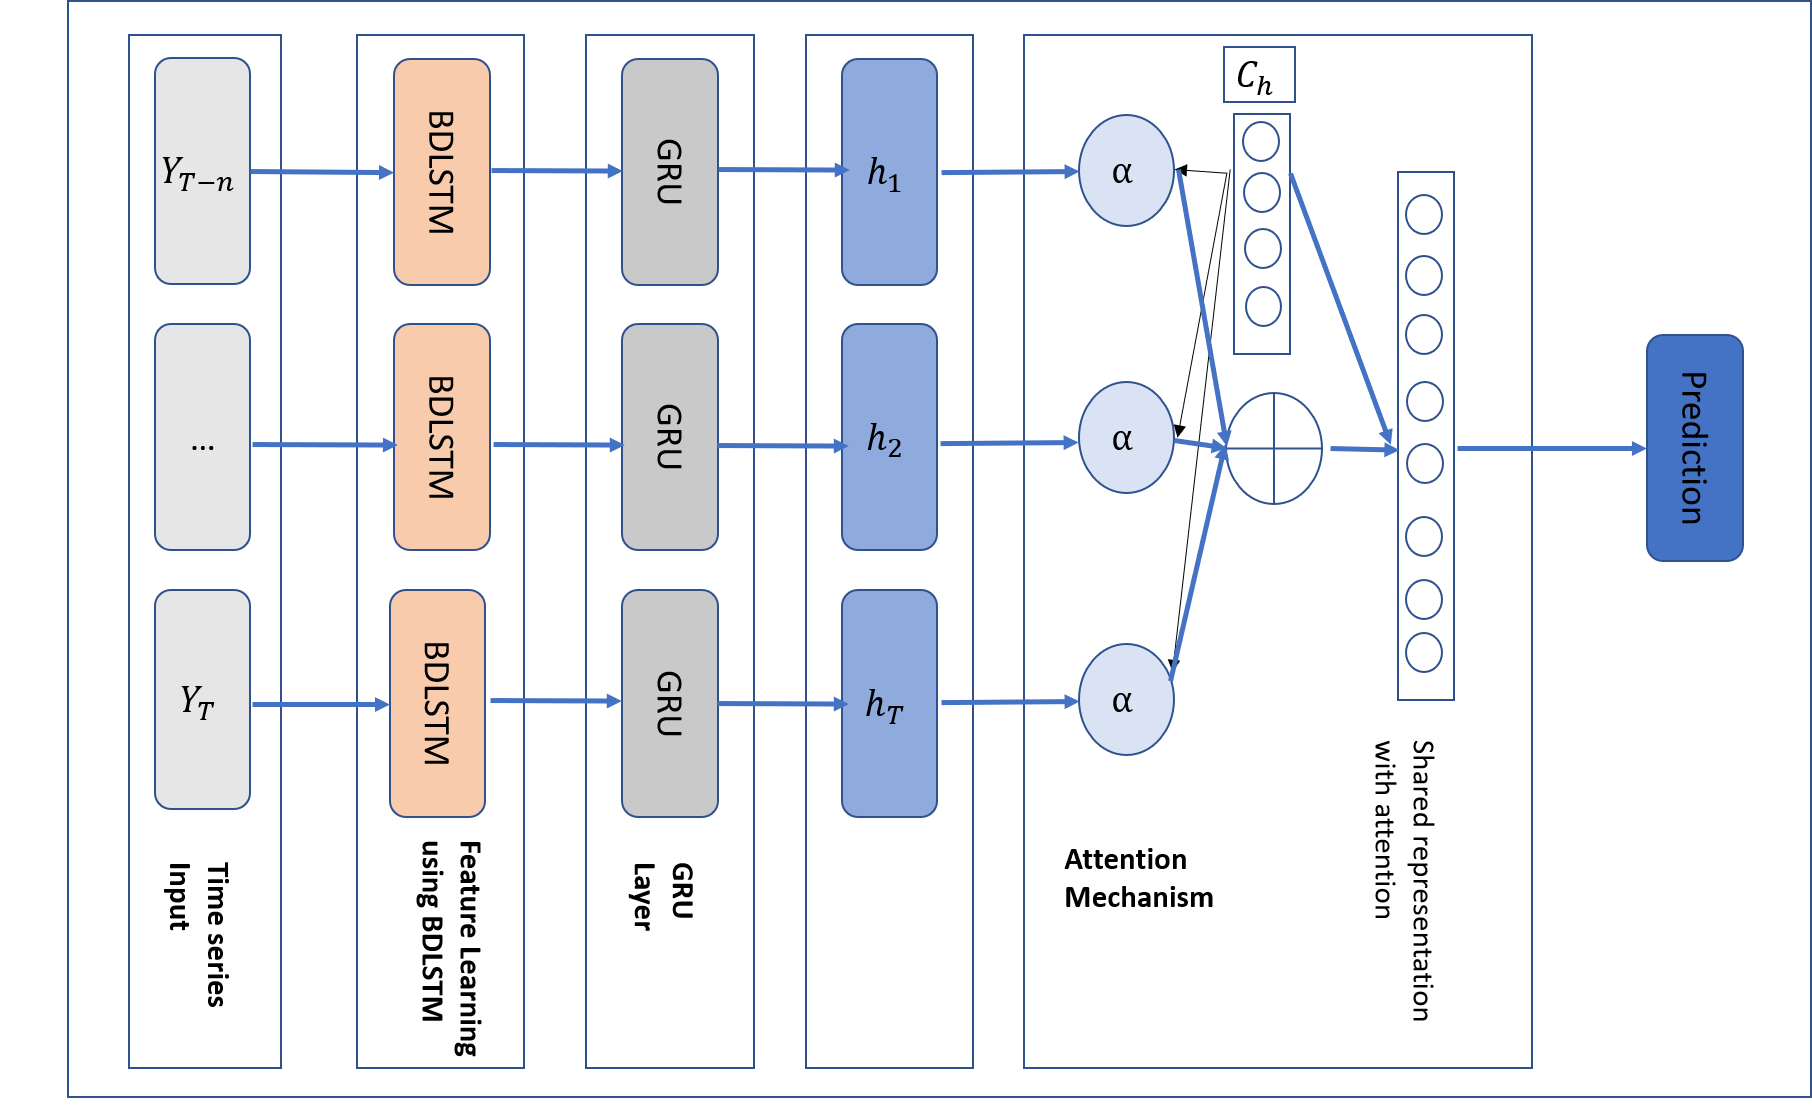 Y_{T-n}
...
Y_T
Time series
Input
BDLSTM
BDLSTM
BDLSTM
Feature Learning
using BDLSTM
GRU
GRU
GRU
GRU
Layer
h_1
h_2
h_T
α
α
α
C_h
Attention
Mechanism
Shared representation
with attention
Prediction